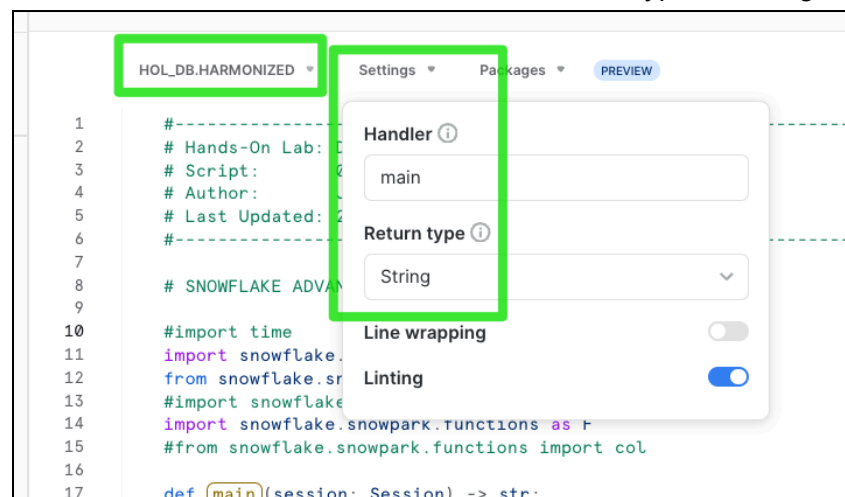 HOL_DB.HARMONIZED Settings Packages PREVIEW
1 #---------------
2 # Hands-On Lab:
3 # Script:
4 # Author:
5 # Last Updated: 2
6 #---------------
7
8 # SNOWFLAKE ADVAN
9
10 #import time
11 import snowflake.
12 from snowflake.sn
13 #import snowflake
14 import snowflake.snowpark.functions as F
15 #from snowflake.snowpark.functions import col
16
17 def main(session: Session) -> str:
Handler
main
Return type
String
Line wrapping
Linting